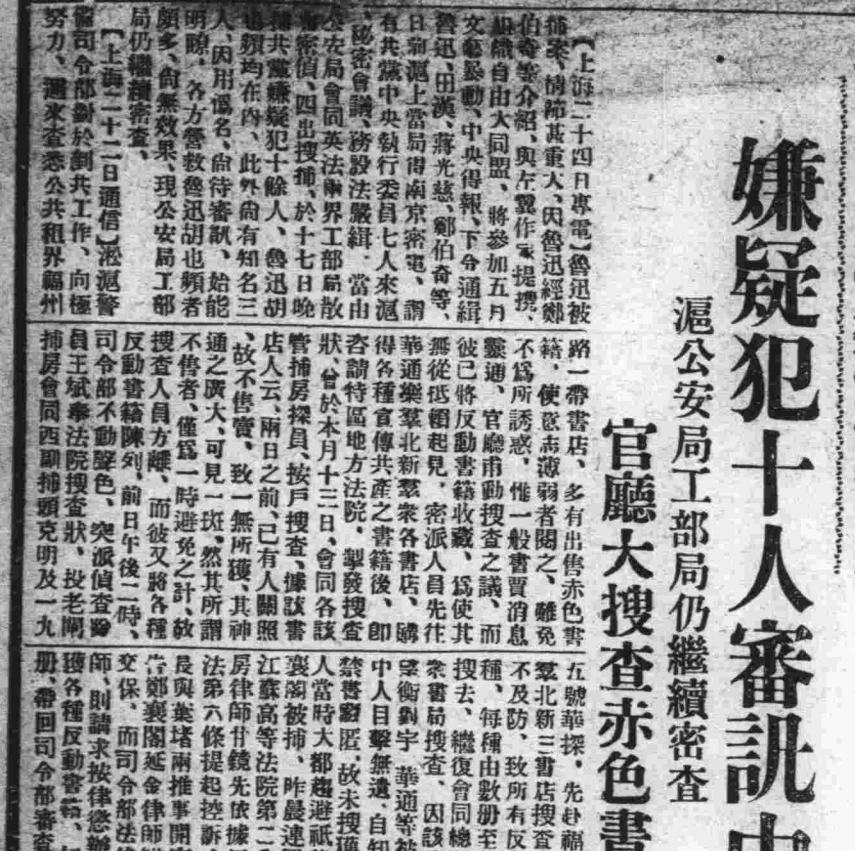 嫌疑犯十人審訊中
滬公安局工部局仍繼續密查
官廳大搜查赤色書
【上海二十四日專電】魯迅被
捕案、情節甚重大、因魯迅經鄭
伯奇等介紹、與左翼作家提携、
組織自由大同盟、將參加五月
文藝暴動、中央得報、下令通緝
魯迅、田漢、蔣光慈、鄭伯奇等、
日前滬上當局得南京密電、謂
有共黨中央執行委員七人來滬
、秘密會議、務設法嚴緝、當由
公安局會同英法兩界工部局散
佈密偵、四出搜捕、於十七日晚
捕共黨嫌疑犯十餘人、魯迅胡
也頻均在內、此外尙有知名三
人、因用僞名、尙待審訊、始能
明瞭、各方營救魯迅胡也頻者
頗多、尙無效果、現公安局工部
局仍繼續密查、
【上海二十二日通信】淞滬警
備司令部對於剿共工作、向極
努力、邇來查悉公共租界福州
路一帶書店、多有出售赤色書
籍、使意志薄弱者閱之、難免
不爲所誘惑、惟一般書賈消息
靈通、官廳甫動搜查之議、而
彼已將反動書籍收藏、爲使其
無從抵賴起見、密派人員先往
華通樂羣北新羣衆各書店、購
得各種宣傳共產之書籍後、卽
咨請特區地方法院、掣發搜查
狀、曾於本月十三日、會同各該
管捕房探員、按戶搜查、據該書
店人云、兩日之前、已有人關照
、故不售賣、致一無所獲、其神
通之廣大、可見一斑、然其所謂
不售者、僅爲一時避免之計、故
搜查人員方離、而彼又將各種
反動書籍陳列、前日午後一時、
司令部不動聲色、突派偵查隊
員王斌奉法院搜查狀、投老閘
捕房會同西副捕頭克明及一九
五號華探、先赴福
羣北新三書店搜查
不及防、致所有反
種、每種由數册至
搜去、繼復會同總
衆書局搜查、因該
衡劉宇、華通等被
中人目擊無遺、自知
禁書竄匿、故未搜獲
人當時大都趨避祇
襄閣被捕、昨晨連同
江蘇高等法院第二
房律師甘鏡先依據
法第六條提起控訴
長與葉堵兩推事開
告鄭襄閣延金律師
交保、而司令部法
師、則請求按律懲辦
獲各種反動書籍、
册、帶回司令部審查